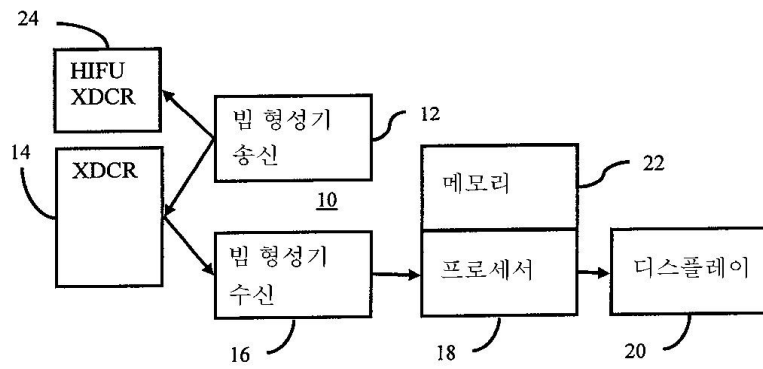 24
HIFU
XDCR
빔 형성기
송신
12
14
XDCR
메모리
22
10
빔 형성기
수신
프로세서
디스플레이
16
18
20